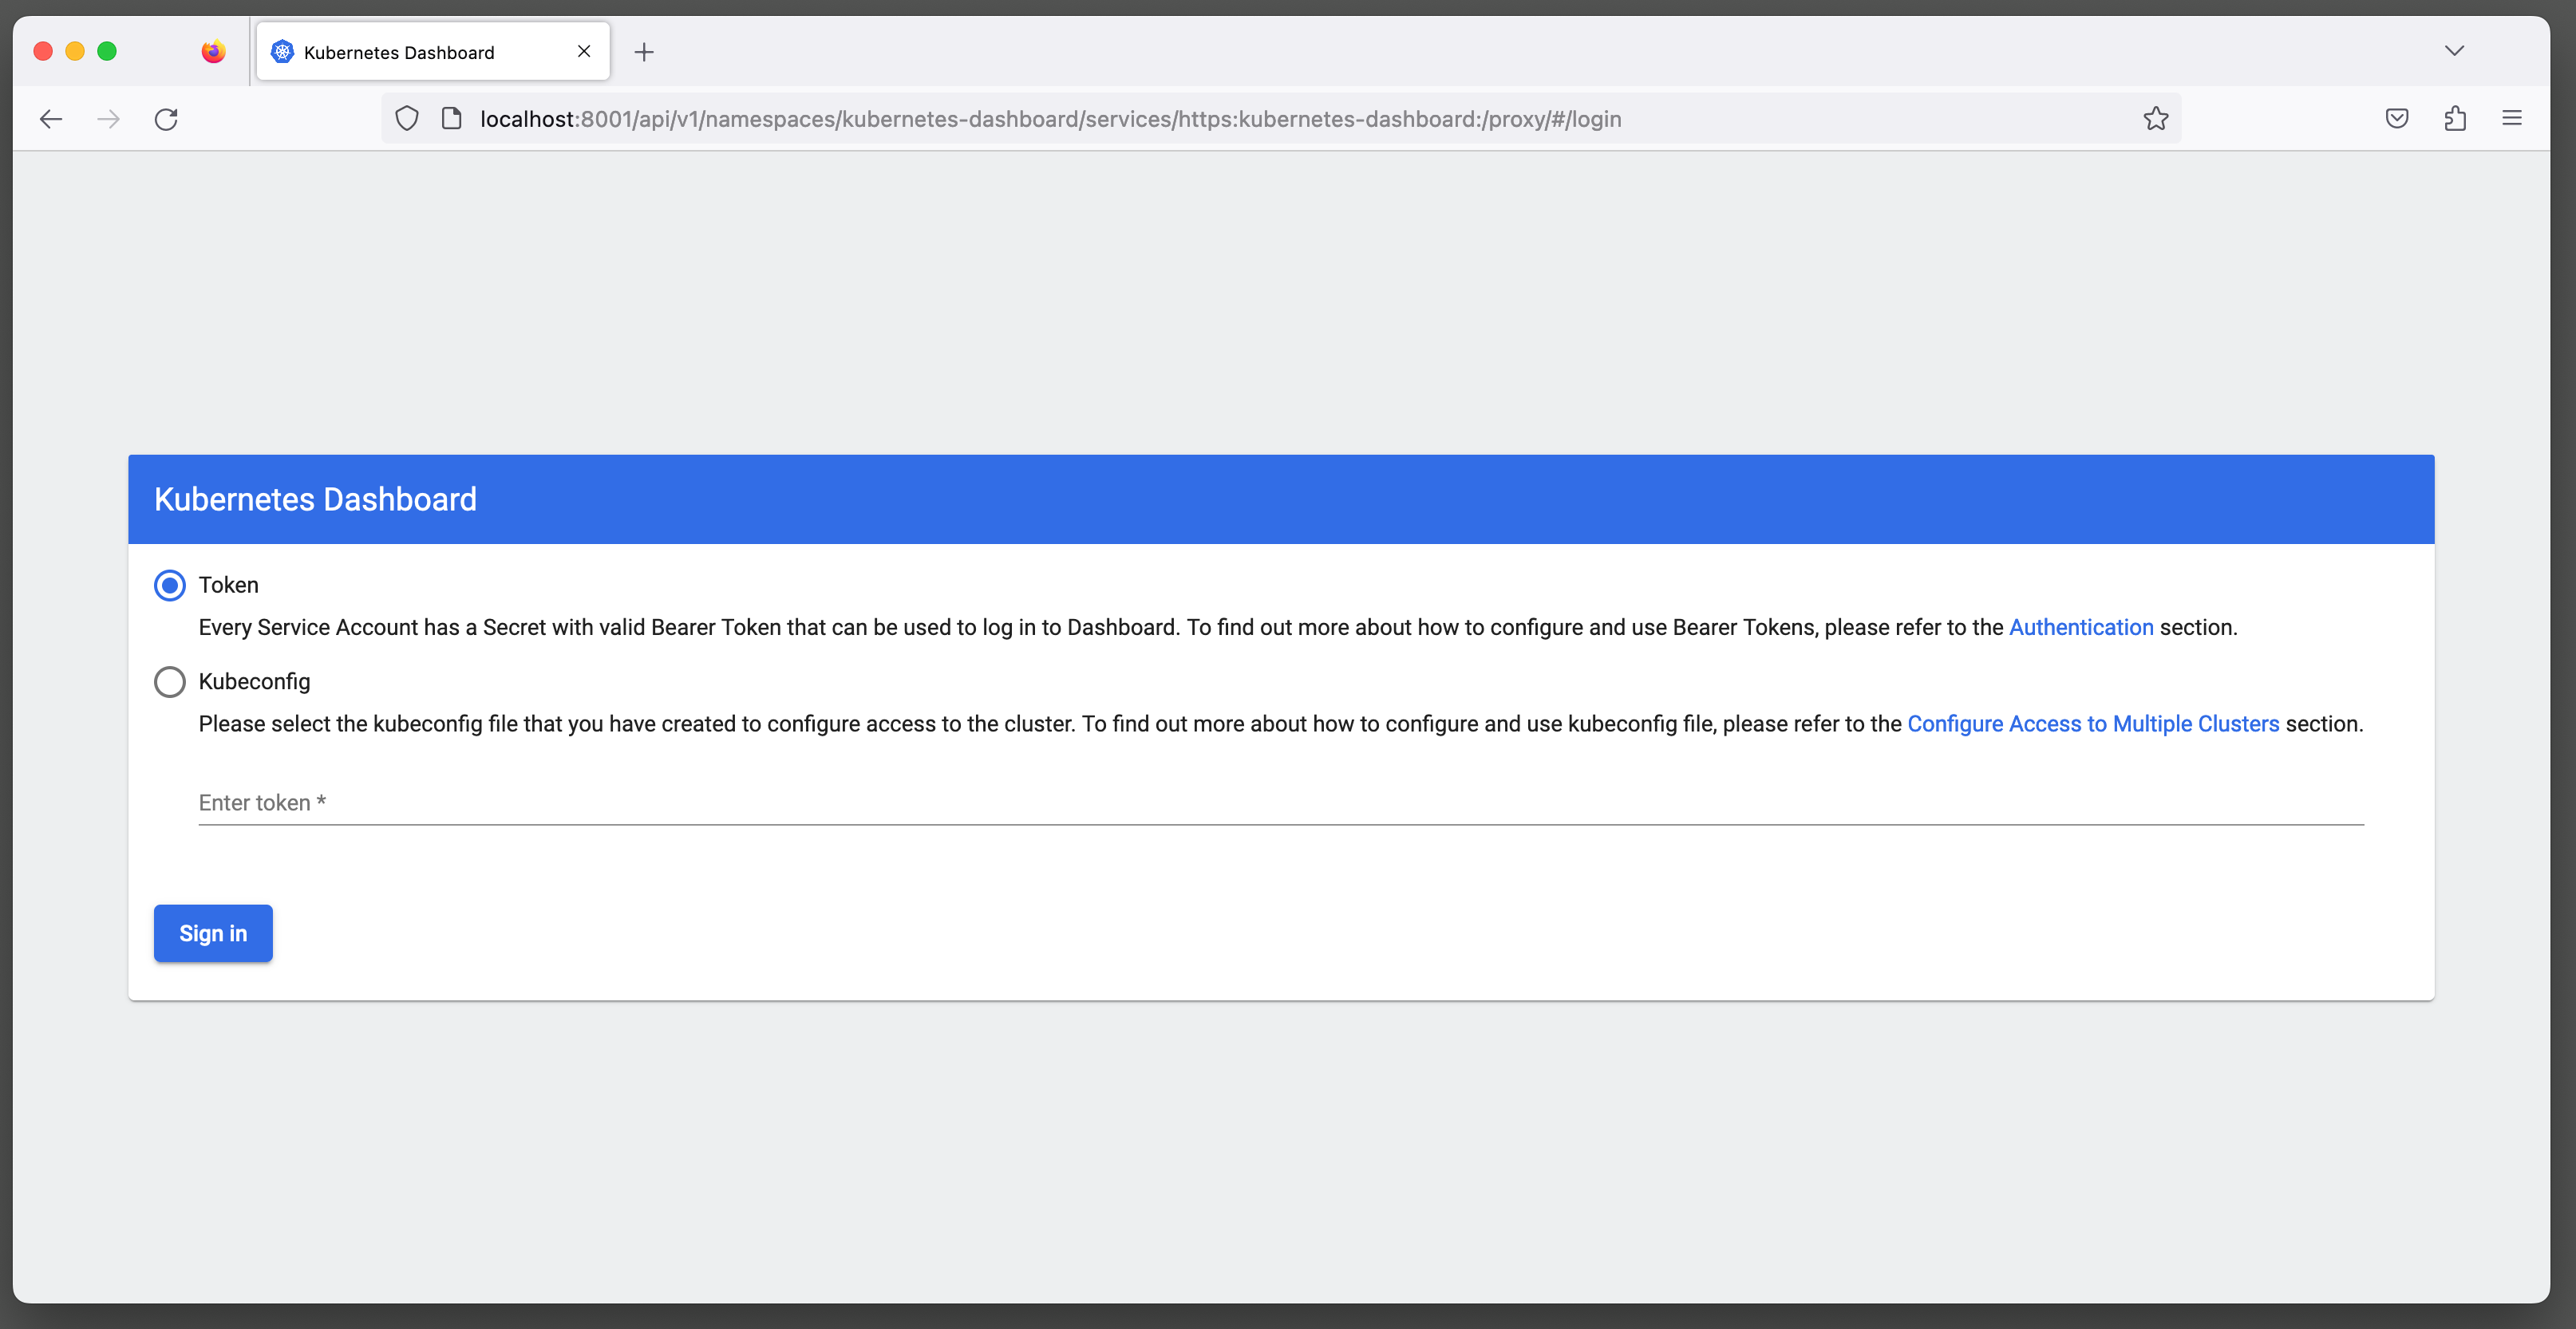 Kubernetes Dashboard
localhost:8001/api/v1/namespaces/kubernetes-dashboard/services/https:kubernetes-dashboard:/proxy/#/login
Kubernetes Dashboard
Token
Every Service Account has a Secret with valid Bearer Token that can be used to log in to Dashboard. To find out more about how to configure and use Bearer Tokens, please refer to the Authentication section.
Kubeconfig
Please select the kubeconfig file that you have created to configure access to the cluster. To find out more about how to configure and use kubeconfig file, please refer to the Configure Access to Multiple Clusters section.
Enter token *
Sign in